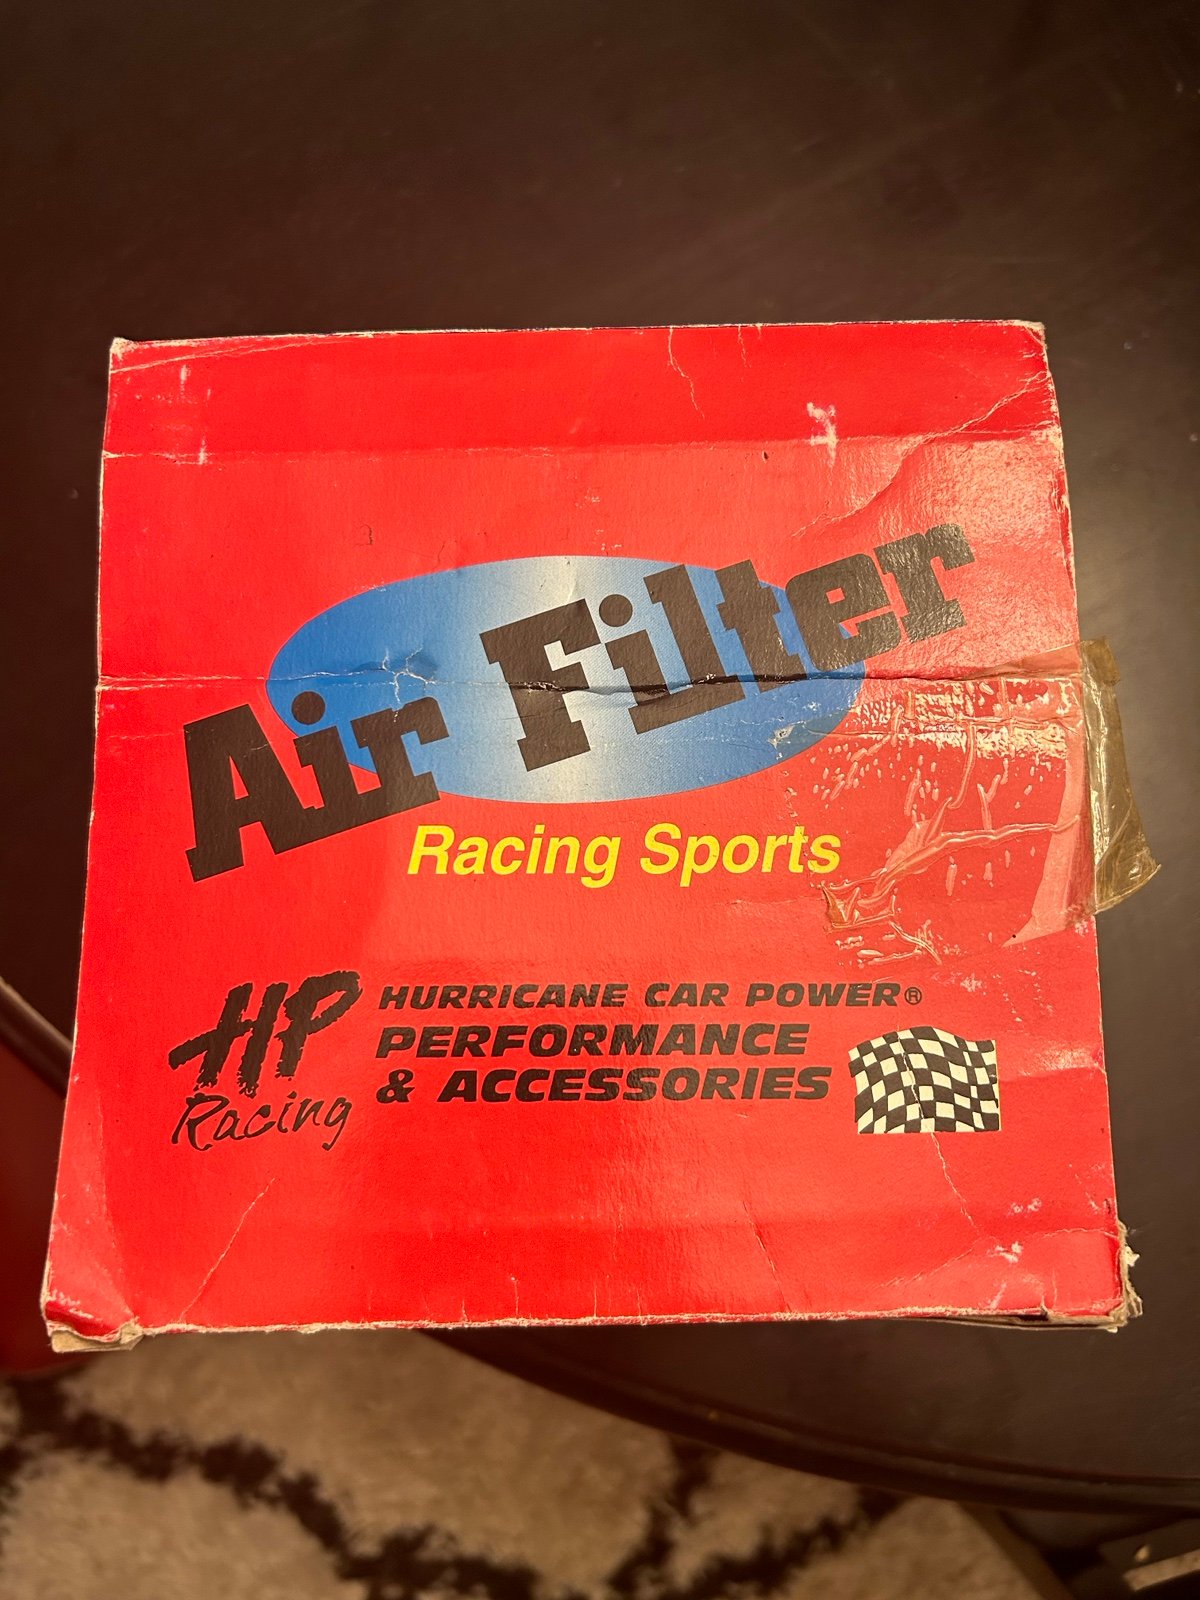 Air Filter
Racing Sports
HP
Racing
HURRICANE CAR POWER®
PERFORMANCE
& ACCESSORIES